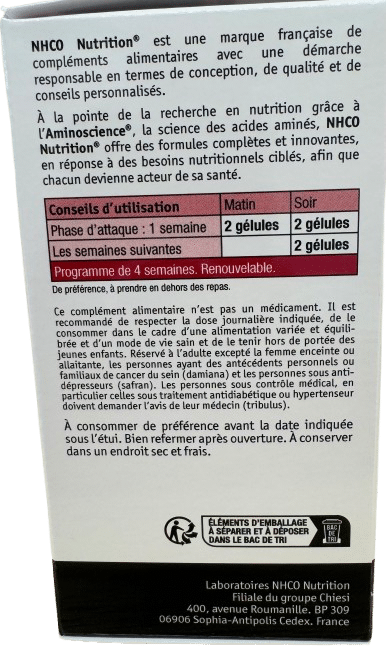 NHCO Nutrition® est une marque française de
compléments alimentaires avec une démarche
responsable en termes de conception, de qualité et de
conseils personnalisés.
À la pointe de la recherche en nutrition grâce à
l'Aminoscience®, la science des acides aminés, NHCO
Nutrition® offre des formules complètes et innovantes,
en réponse à des besoins nutritionnels ciblés, afin que
chacun devienne acteur de sa santé.
Conseils d'utilisation Matin Soir
Phase d'attaque : 1 semaine 2 gélules 2 gélules
Les semaines suivantes 2 gélules
Programme de 4 semaines. Renouvelable.
De préférence, à prendre en dehors des repas.
Ce complément alimentaire n'est pas un médicament. Il est
recommandé de respecter la dose journalière indiquée, de le
consommer dans le cadre d'une alimentation variée et équili-
brée et d'un mode de vie sain et de le tenir hors de portée des
jeunes enfants. Réservé à l'adulte excepté la femme enceinte ou
allaitante, les personnes ayant des antécédents personnels ou
familiaux de cancer du sein (damiana) et les personnes sous anti-
dépresseurs (safran). Les personnes sous contrôle médical, en
particulier celles sous traitement antidiabétique ou hypertenseur
doivent demander l'avis de leur médecin (tribulus).
À consommer de préférence avant la date indiquée
sous l'étui. Bien refermer après ouverture. À conserver
dans un endroit sec et frais.
ÉLÉMENTS D'EMBALLAGE
À SÉPARER ET À DÉPOSER
DANS LE BAC DE TRI
BAC
DE
TRI
Laboratoires NHCO Nutrition
Filiale du groupe Chiesi
400, avenue Roumanille. BP 309
06906 Sophia-Antipolis Cedex. France